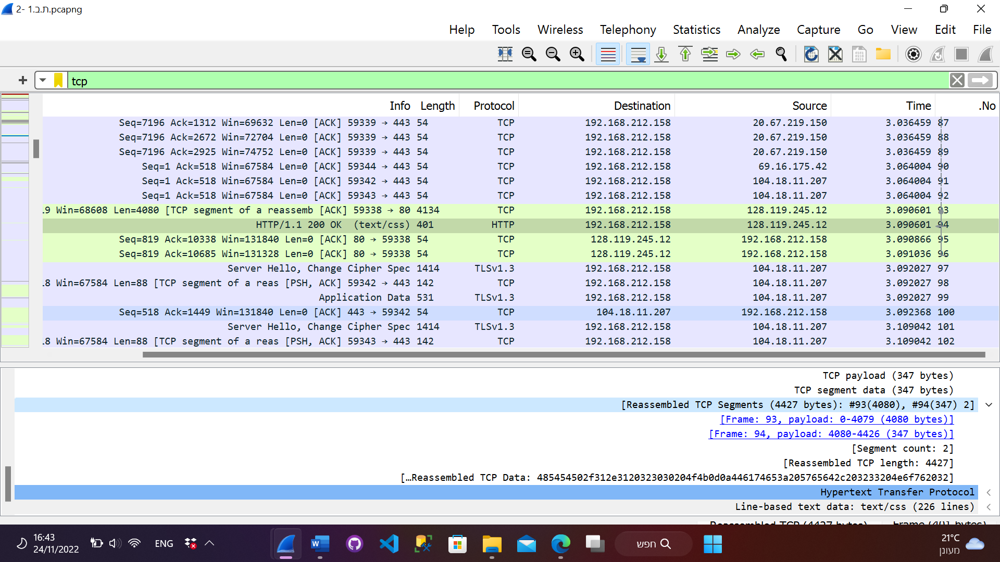 2- ת.ב.1.pcapng
File Edit View Go Capture Analyze Statistics Telephony Wireless Tools Help
tcp
No. Time Source Destination Protocol Length Info
87 3.036459 20.67.219.150 192.168.212.158 TCP 54 443 → 59339 [ACK] Seq=7196 Ack=1312 Win=69632 Len=0
88 3.036459 20.67.219.150 192.168.212.158 TCP 54 443 → 59339 [ACK] Seq=7196 Ack=2672 Win=72704 Len=0
89 3.036459 20.67.219.150 192.168.212.158 TCP 54 443 → 59339 [ACK] Seq=7196 Ack=2925 Win=74752 Len=0
90 3.064004 69.16.175.42 192.168.212.158 TCP 54 443 → 59344 [ACK] Seq=1 Ack=518 Win=67584 Len=0
91 3.064004 104.18.11.207 192.168.212.158 TCP 54 443 → 59342 [ACK] Seq=1 Ack=518 Win=67584 Len=0
92 3.064004 104.18.11.207 192.168.212.158 TCP 54 443 → 59343 [ACK] Seq=1 Ack=518 Win=67584 Len=0
93 3.090601 128.119.245.12 192.168.212.158 TCP 4134 80 → 59338 [ACK] 19 Win=68608 Len=4080 [TCP segment of a reassemb
94 3.090601 128.119.245.12 192.168.212.158 HTTP 401 HTTP/1.1 200 OK (text/css)
95 3.090866 192.168.212.158 128.119.245.12 TCP 54 59338 → 80 [ACK] Seq=819 Ack=10338 Win=131840 Len=0
96 3.091036 192.168.212.158 128.119.245.12 TCP 54 59338 → 80 [ACK] Seq=819 Ack=10685 Win=131328 Len=0
97 3.092027 104.18.11.207 192.168.212.158 TLSv1.3 1414 Server Hello, Change Cipher Spec
98 3.092027 104.18.11.207 192.168.212.158 TCP 142 443 → 59342 [PSH, ACK] 18 Win=67584 Len=88 [TCP segment of a reas
99 3.092027 104.18.11.207 192.168.212.158 TLSv1.3 531 Application Data
100 3.092368 192.168.212.158 104.18.11.207 TCP 54 59342 → 443 [ACK] Seq=518 Ack=1449 Win=131840 Len=0
101 3.109042 104.18.11.207 192.168.212.158 TLSv1.3 1414 Server Hello, Change Cipher Spec
102 3.109042 104.18.11.207 192.168.212.158 TCP 142 443 → 59343 [PSH, ACK] 18 Win=67584 Len=88 [TCP segment of a reas
TCP payload (347 bytes)
TCP segment data (347 bytes)
[2 Reassembled TCP Segments (4427 bytes): #93(4080), #94(347)]
[Frame: 93, payload: 0-4079 (4080 bytes)]
[Frame: 94, payload: 4080-4426 (347 bytes)]
[Segment count: 2]
[Reassembled TCP length: 4427]
[…Reassembled TCP Data: 485454502f312e3120323030204f4b0d0a446174653a205765642c203233204e6f762032]
Hypertext Transfer Protocol
Line-based text data: text/css (226 lines)
Frame (401 bytes) Reassembled TCP (4427 bytes)
16:43
24/11/2022
ENG
חפש
21°C
מעונן